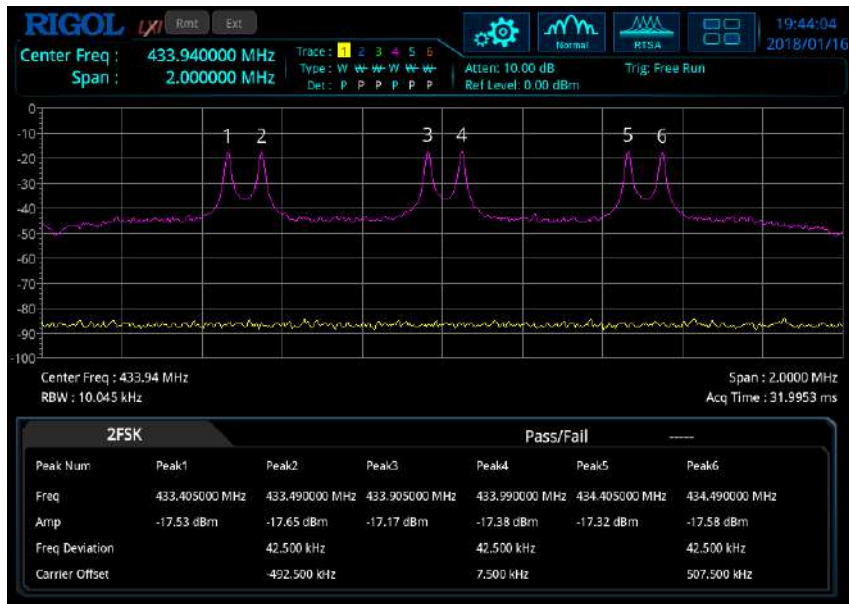 RIGOL LXI Rmt Ext 19:44:04
Normal RTSA 2018/01/16
Center Freq : 433.940000 MHz Trace : 1 2 3 4 5 6
Span : 2.000000 MHz Type : W W W W W W Atten: 10.00 dB Trig: Free Run
Det : P P P P P P Ref Level: 0.00 dBm
0
-10
1 2 3 4 5 6
-20
-30
-40
-50
-60
-70
-80
-90
-100
Center Freq : 433.94 MHz Span : 2.0000 MHz
RBW : 10.045 kHz Acq Time : 31.9953 ms
2FSK Pass/Fail -----
Peak Num Peak1 Peak2 Peak3 Peak4 Peak5 Peak6
Freq 433.405000 MHz 433.490000 MHz 433.905000 MHz 433.990000 MHz 434.405000 MHz 434.490000 MHz
Amp -17.53 dBm -17.65 dBm -17.17 dBm -17.38 dBm -17.32 dBm -17.58 dBm
Freq Deviation 42.500 kHz 42.500 kHz 42.500 kHz
Carrier Offset -492.500 kHz 7.500 kHz 507.500 kHz